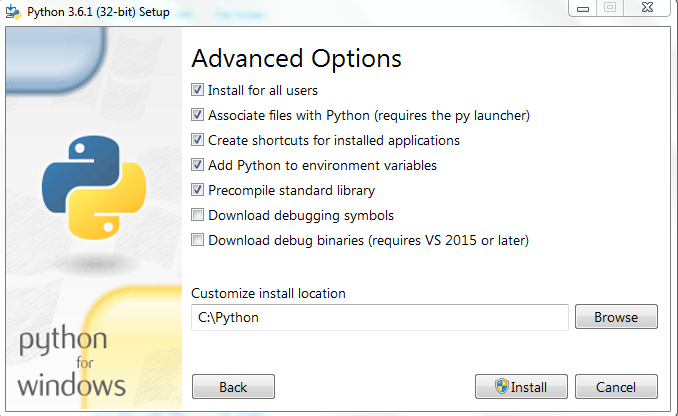 Python 3.6.1 (32-bit) Setup
Advanced Options
Install for all users
Associate files with Python (requires the py launcher)
Create shortcuts for installed applications
Add Python to environment variables
Precompile standard library
Download debugging symbols
Download debug binaries (requires VS 2015 or later)
Customize install location
C:\Python
Browse
python
for
windows
Back
Install
Cancel